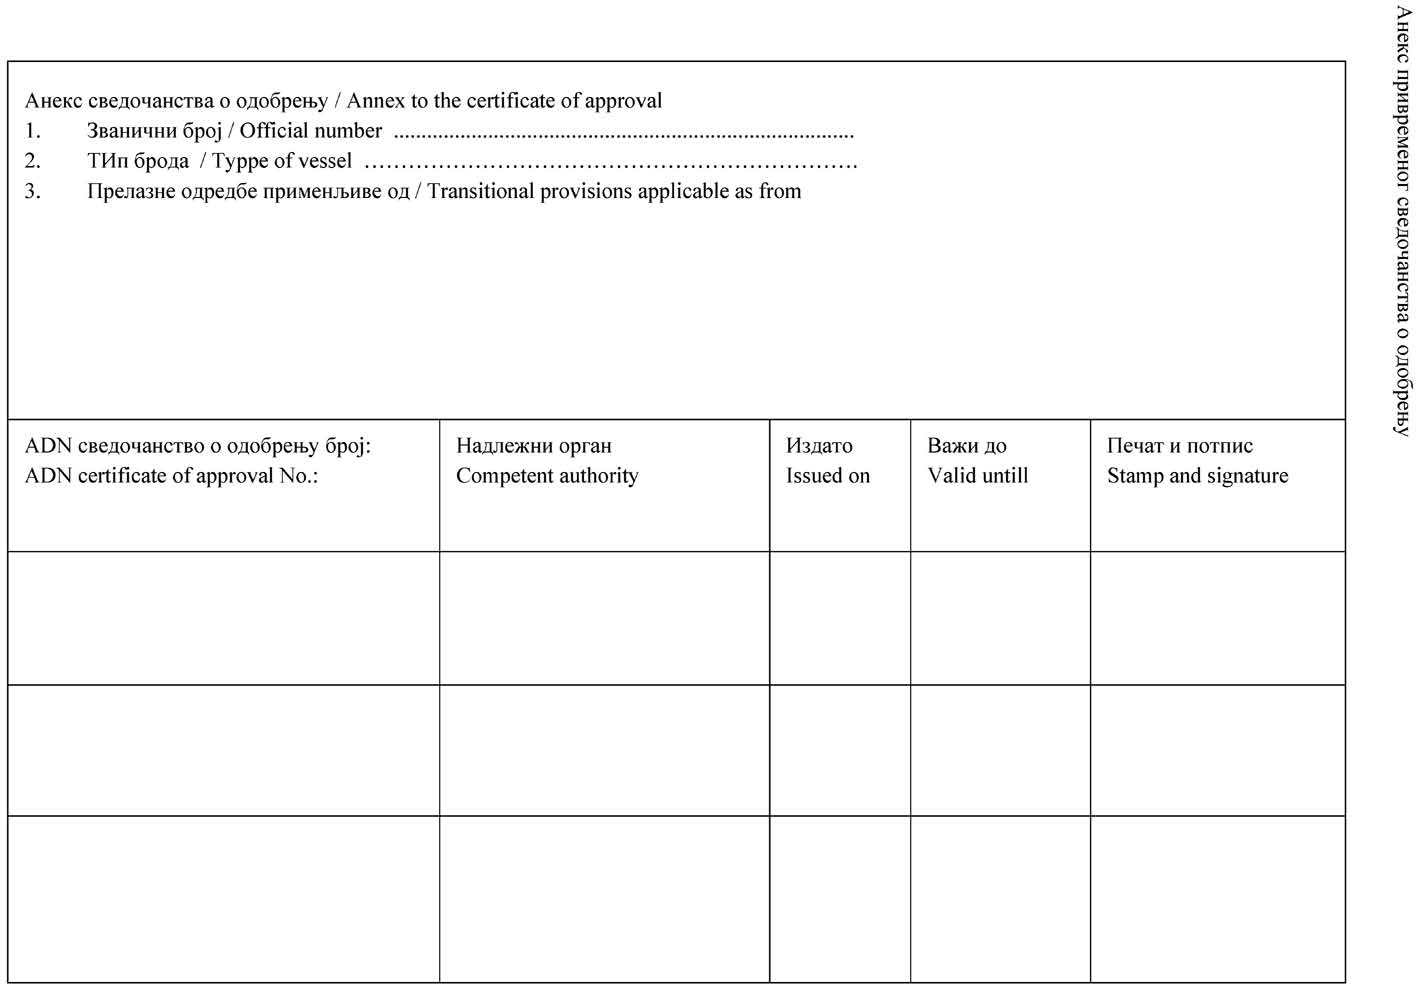 Анекс привременог сведочанства о одобрењу
Анекс сведочанства о одобрењу / Annex to the certificate of approval
1. Званични број / Official number ....................................................................................
2. ТИп брода / Typpe of vessel ……………………………………………………………
3. Прелазне одредбе применљиве од / Transitional provisions applicable as from
ADN сведочанство о одобрењу број:
ADN certificate of approval No.:
Надлежни орган
Competent authority
Издато
Issued on
Важи до
Valid untill
Печат и потпис
Stamp and signature